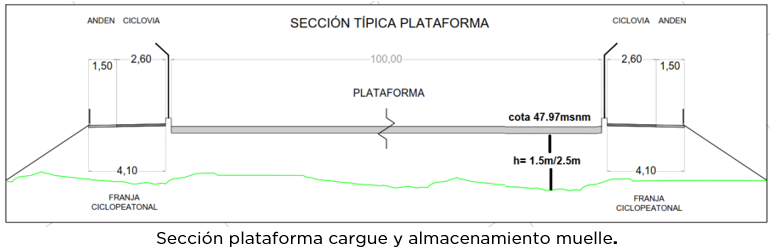 SECCIÓN TÍPICA PLATAFORMA
ANDEN CICLOVIA
CICLOVIA ANDEN
2,60
100,00
2,60
1,50
1,50
PLATAFORMA
cota 47.97msnm
h= 1.5m/2.5m
4,10
4,10
FRANJA
CICLOPEATONAL
FRANJA
CICLOPEATONAL
Sección plataforma cargue y almacenamiento muelle.